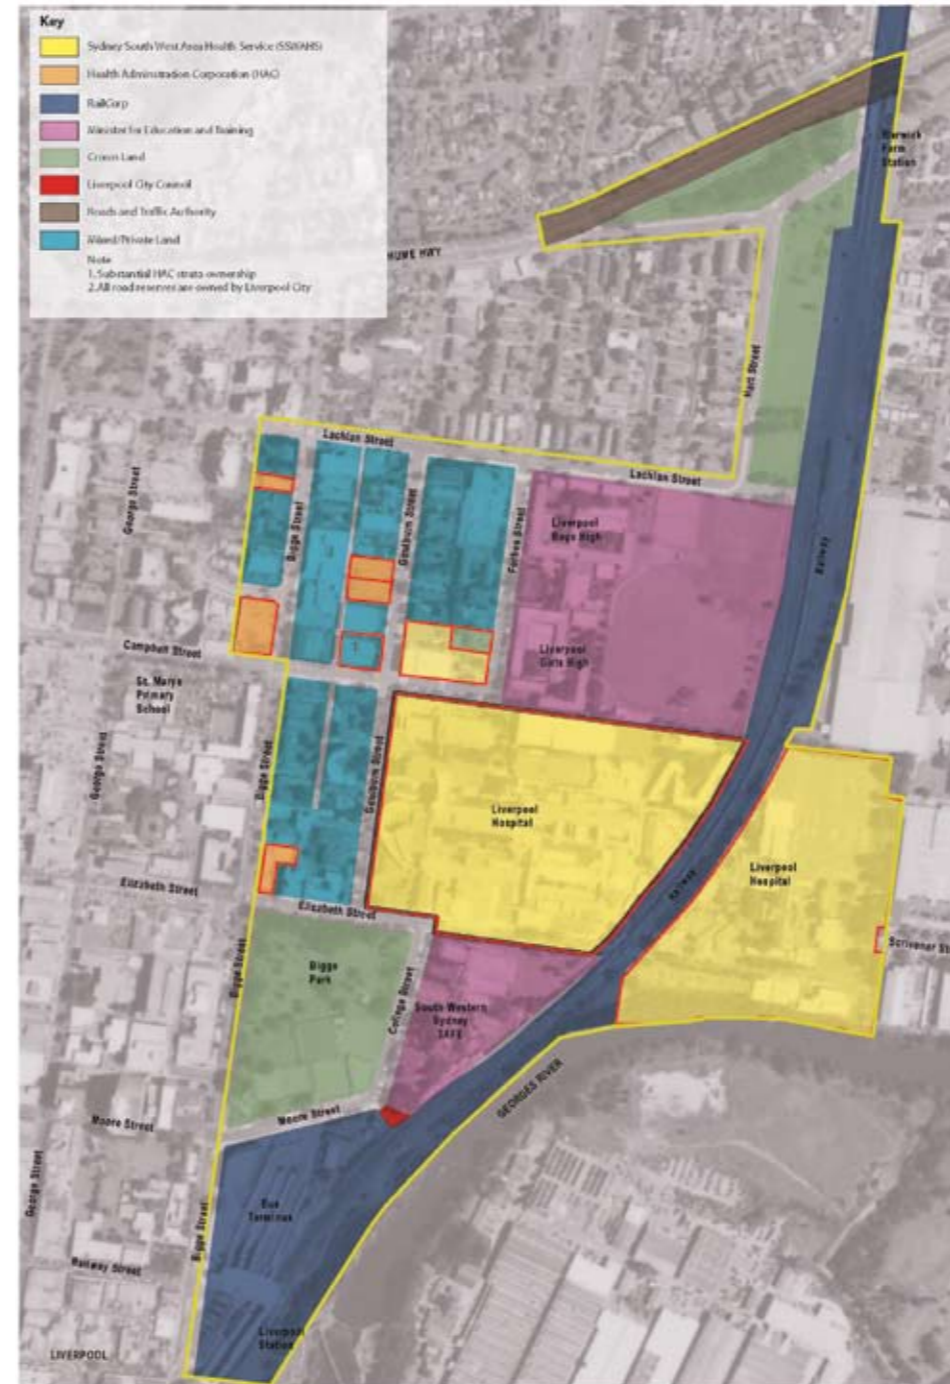 Key
Sydney South West Area Health Service (SSWAHS)
Health Administration Corporation (HAC)
RailCorp
Minister for Education and Training
Crown Land
Liverpool City Council
Roads and Traffic Authority
Mixed/Private Land
Note
1. Substantial HAC strata ownership
2. All road reserves are owned by Liverpool City
Warwick
Farm
Station
HUME HWY
Hart Street
Lachlan Street
Lachlan Street
George Street
Bigge Street
Goulburn Street
Forbes Street
Liverpool
Boys High
Railway
Campbell Street
Liverpool
Girls High
St. Marys
Primary
School
George Street
Bigge Street
Goulburn Street
Liverpool
Hospital
Liverpool
Hospital
Railway
Elizabeth Street
Elizabeth Street
Scrivener St
Bigge Street
Bigge
Park
College Street
South Western
Sydney
TAFE
GEORGES RIVER
Moore Street
Moore Street
George Street
Bus
Terminus
Bigge Street
Railway Street
Liverpool
Station
LIVERPOOL